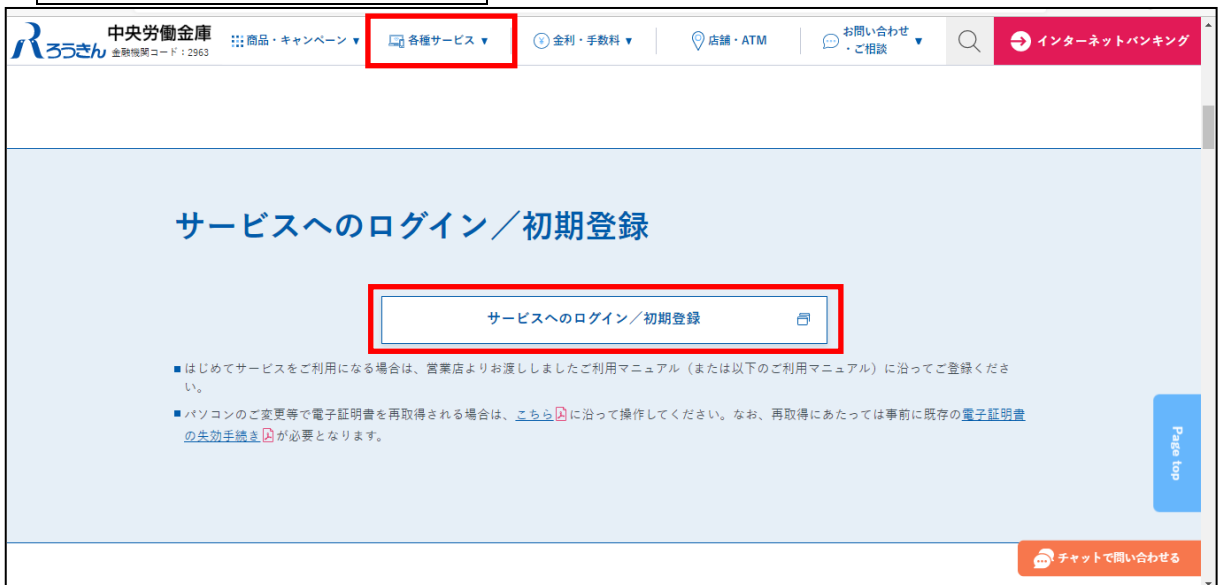 ろうきん
中央労働金庫
金融機関コード：2963
商品・キャンペーン ▼
各種サービス ▼
金利・手数料 ▼
店舗・ATM
お問い合わせ
・ご相談 ▼
インターネットバンキング
サービスへのログイン／初期登録
サービスへのログイン／初期登録
■はじめてサービスをご利用になる場合は、営業店よりお渡ししましたご利用マニュアル（または以下のご利用マニュアル）に沿ってご登録くださ
い。
■パソコンのご変更等で電子証明書を再取得される場合は、こちらに沿って操作してください。なお、再取得にあたっては事前に既存の電子証明書
の失効手続きが必要となります。
Page top
チャットで問い合わせる